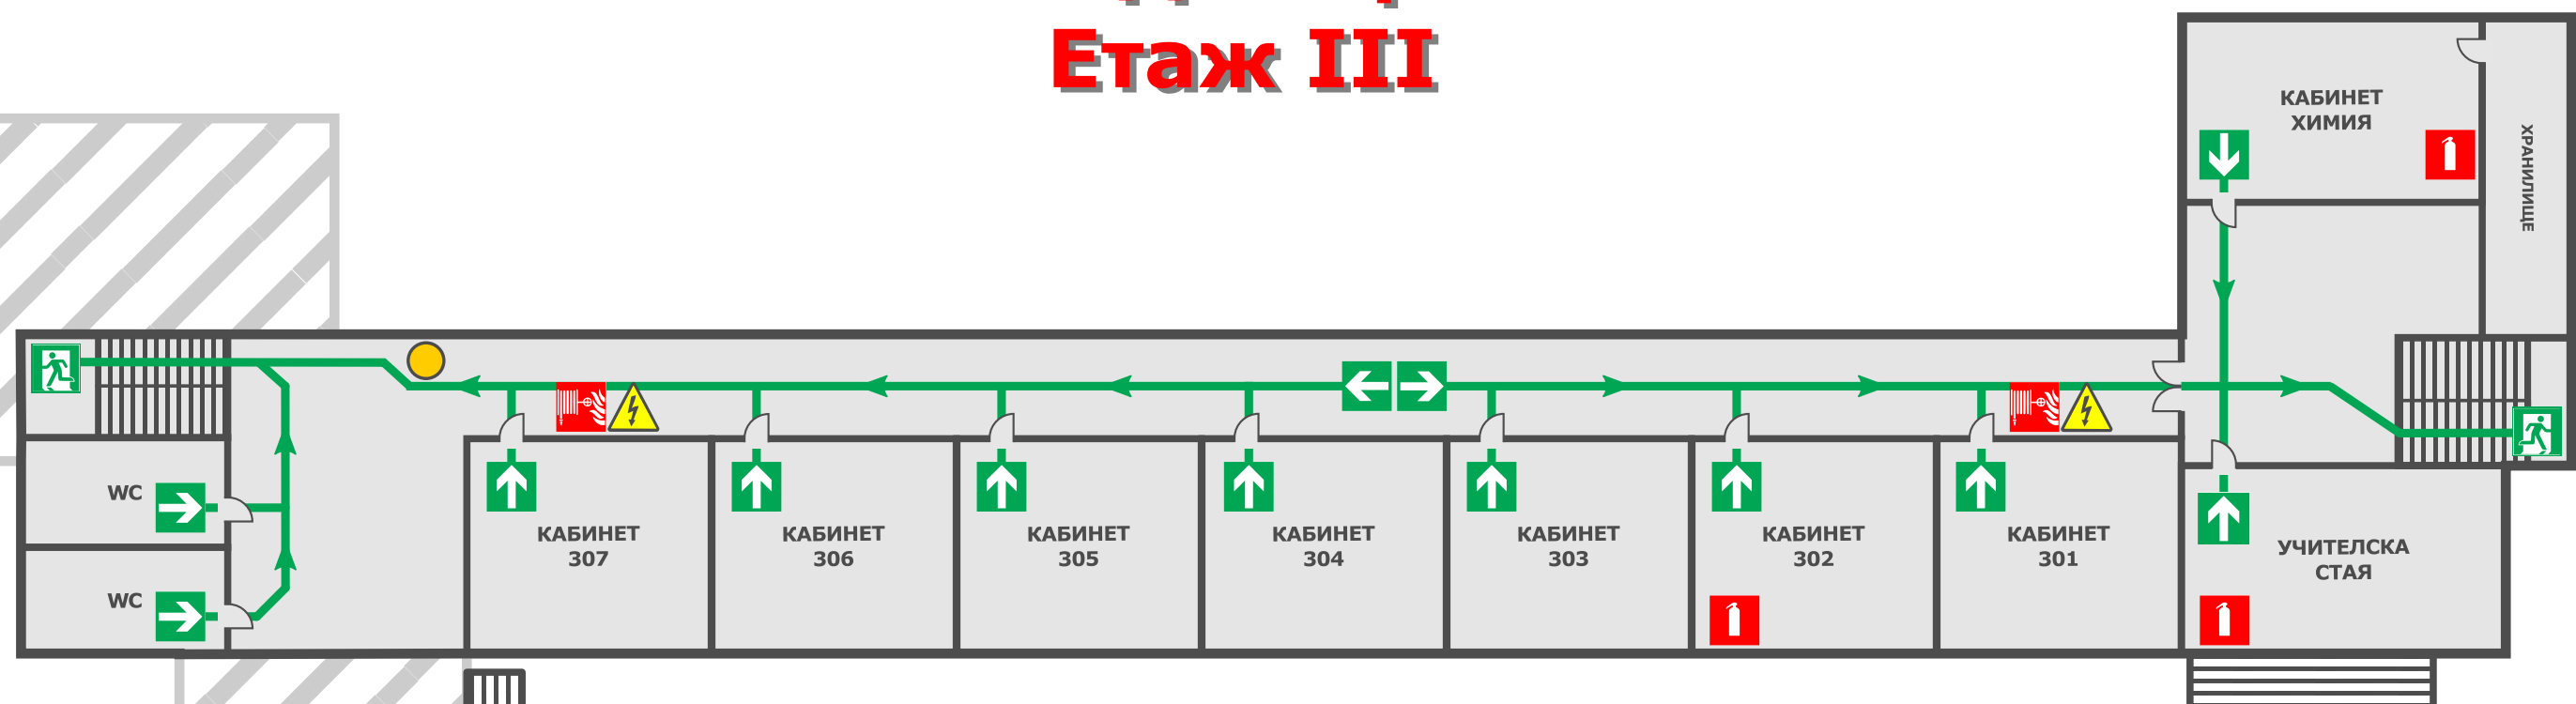 Етаж III
КАБИНЕТ
ХИМИЯ
ХРАНИЛИЩЕ
WC
WC
КАБИНЕТ
307
КАБИНЕТ
306
КАБИНЕТ
305
КАБИНЕТ
304
КАБИНЕТ
303
КАБИНЕТ
302
КАБИНЕТ
301
УЧИТЕЛСКА
СТАЯ